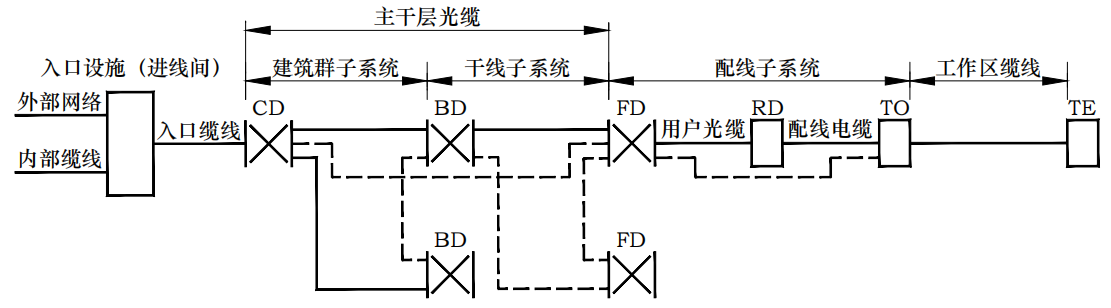 主干层光缆
入口设施（进线间） 建筑群子系统 干线子系统 配线子系统 工作区缆线
外部网络 CD BD FD RD TO TE
入口缆线 用户光缆 配线电缆
内部缆线
BD FD